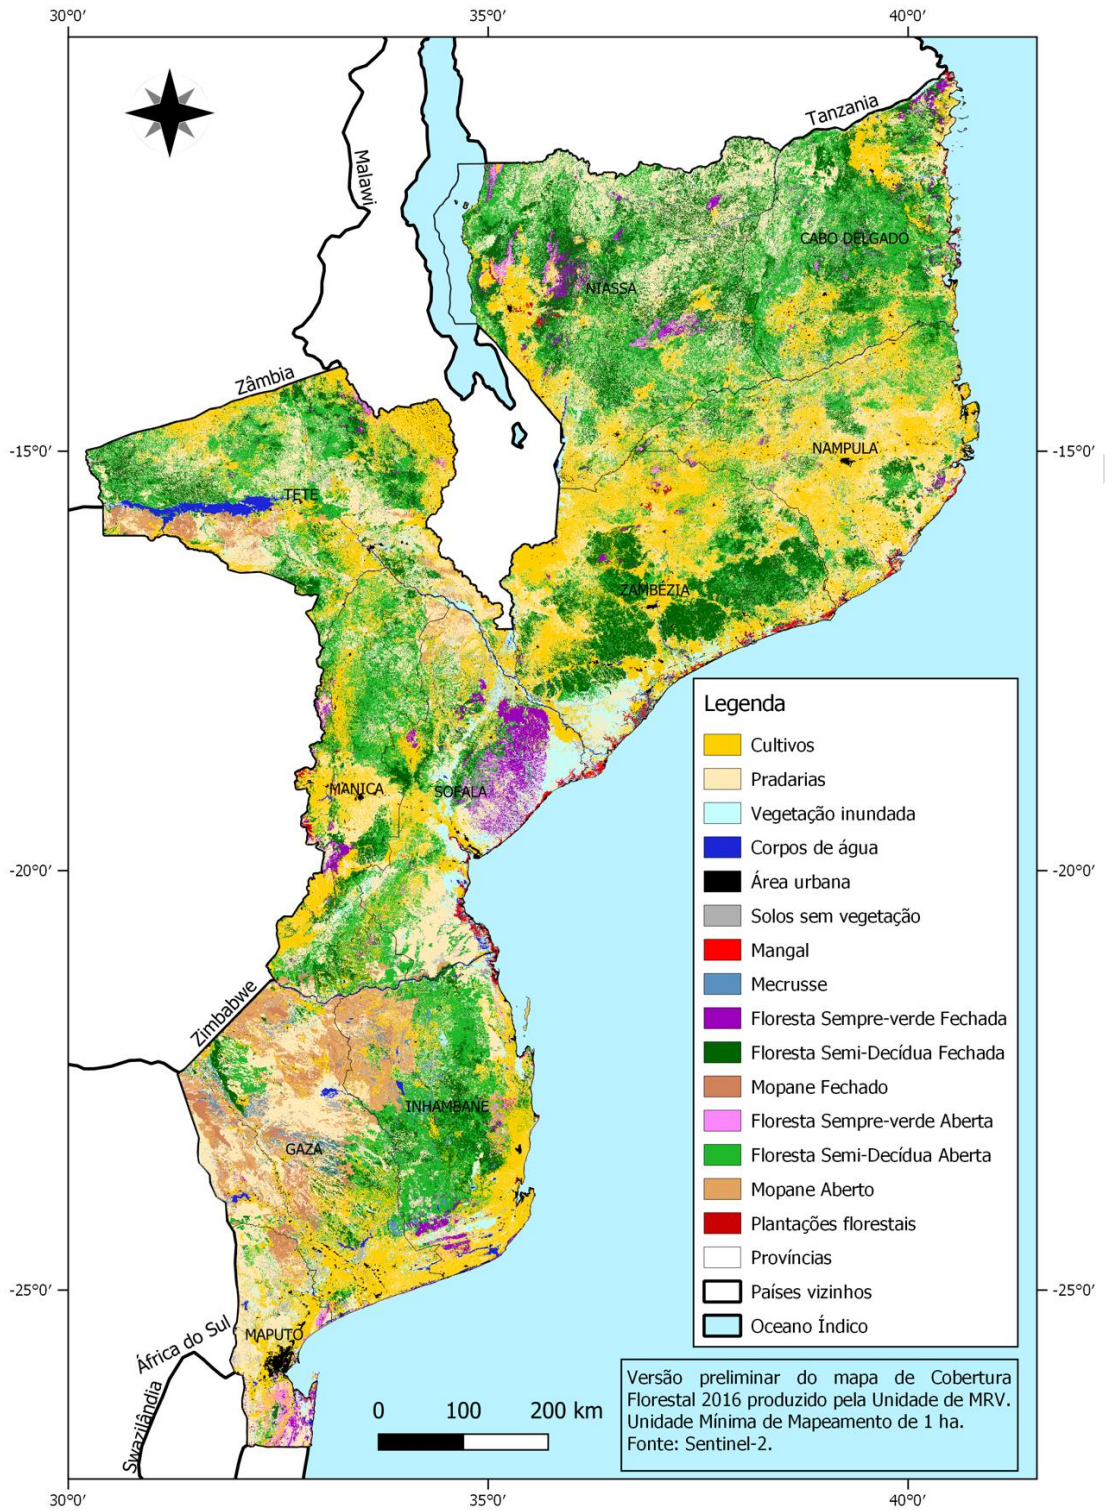 30°0’
35°0’
40°0’
Tanzania
Malawi
CABO DELGADO
NIASSA
Zâmbia
-15°0’
NAMPULA
-15°0’
TETE
ZAMBÉZIA
Legenda
Cultivos
Pradarias
Vegetação inundada
Corpos de água
Área urbana
Solos sem vegetação
Mangal
Mecrusse
Floresta Sempre-verde Fechada
Floresta Semi-Decídua Fechada
Mopane Fechado
Floresta Sempre-verde Aberta
Floresta Semi-Decídua Aberta
Mopane Aberto
Plantações florestais
Províncias
Países vizinhos
Oceano Índico
MANICA
SOFALA
-20°0’
-20°0’
Zimbabwe
INHAMBANE
GAZA
-25°0’
-25°0’
África do Sul
MAPUTO
Swazilândia
0 100 200 km
Versão preliminar do mapa de Cobertura
Florestal 2016 produzido pela Unidade de MRV.
Unidade Mínima de Mapeamento de 1 ha.
Fonte: Sentinel-2.
30°0’
35°0’
40°0’